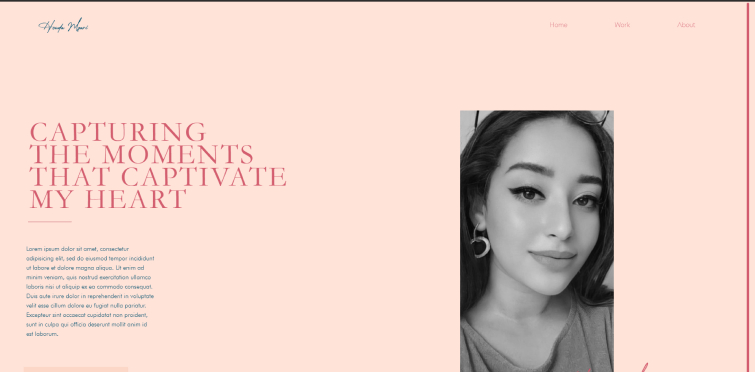 Home Work About
CAPTURING
THE MOMENTS
THAT CAPTIVATE
MY HEART
Lorem ipsum dolor sit amet, consectetur
adipisicing elit, sed do eiusmod tempor incididunt
ut labore et dolore magna aliqua. Ut enim ad
minim veniam, quis nostrud exercitation ullamco
laboris nisi ut aliquip ex ea commodo consequat.
Duis aute irure dolor in reprehenderit in voluptate
velit esse cillum dolore eu fugiat nulla pariatur.
Excepteur sint occaecat cupidatat non proident,
sunt in culpa qui officia deserunt mollit anim id
est laborum.